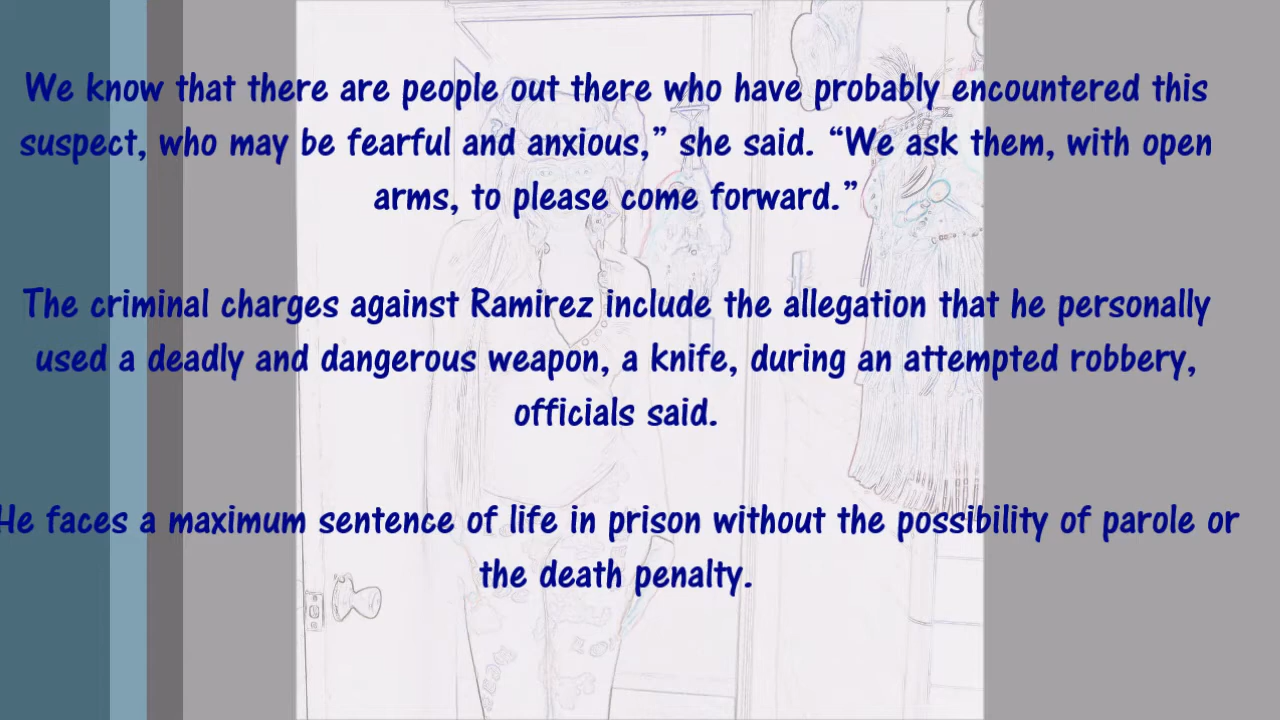 We know that there are people out there who have probably encountered this
suspect, who may be fearful and anxious,” she said. “We ask them, with open
arms, to please come forward.”
The criminal charges against Ramirez include the allegation that he personally
used a deadly and dangerous weapon, a knife, during an attempted robbery,
officials said.
He faces a maximum sentence of life in prison without the possibility of parole or
the death penalty.